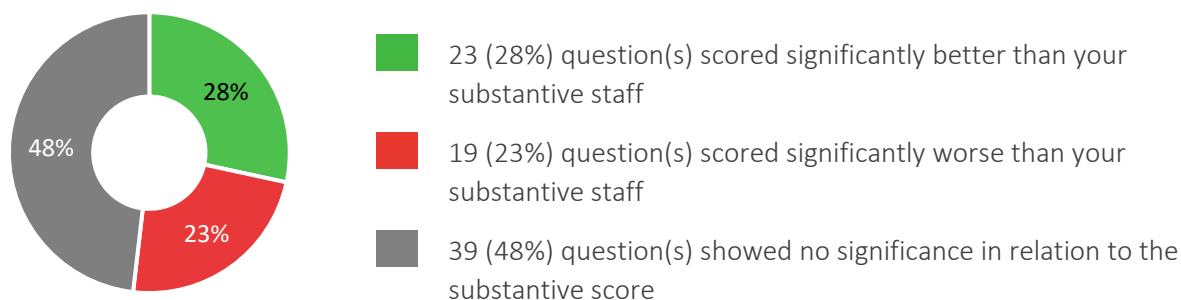 28%
23%
48%
23 (28%) question(s) scored significantly better than your
substantive staff
19 (23%) question(s) scored significantly worse than your
substantive staff
39 (48%) question(s) showed no significance in relation to the
substantive score